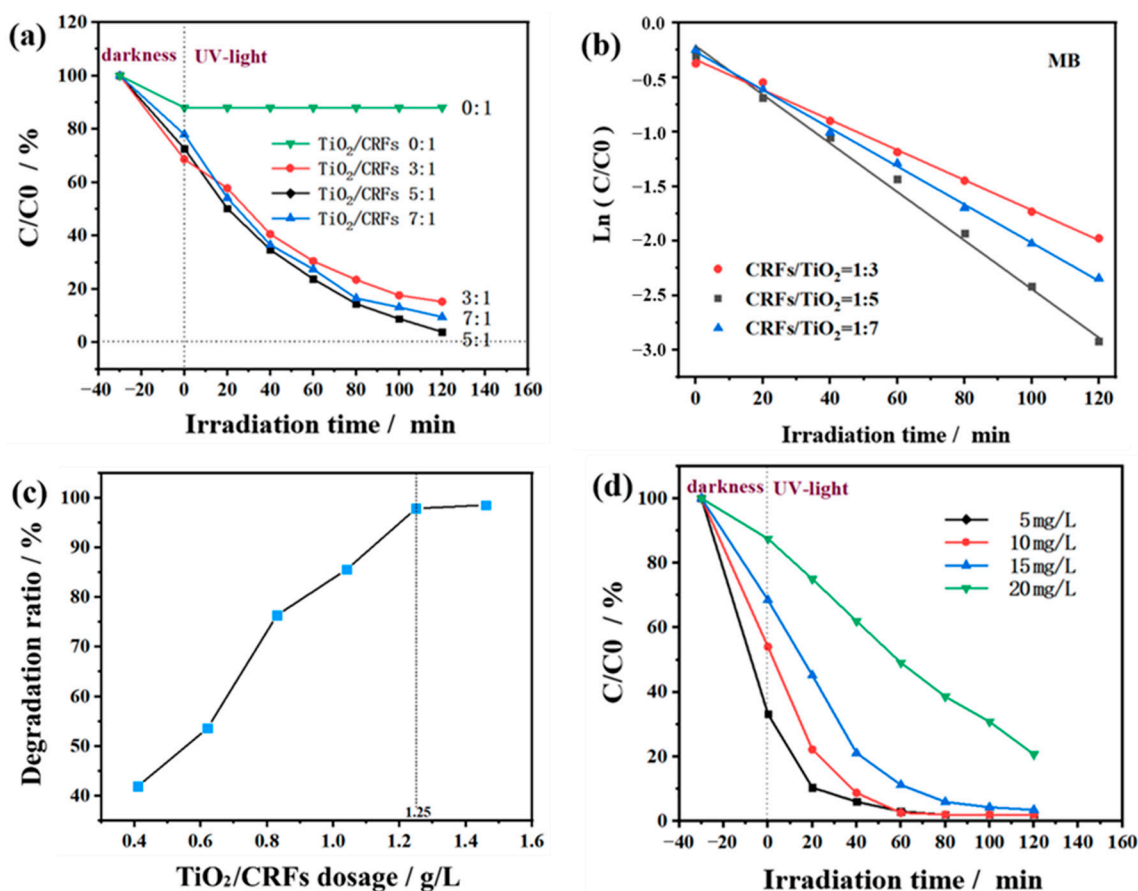 (a)
darkness UV-light
120
100
80
60
40
20
0
C/C0 / %
0:1
TiO₂/CRFs 0:1
TiO₂/CRFs 3:1
TiO₂/CRFs 5:1
TiO₂/CRFs 7:1
3:1
7:1
5:1
−40 −20 0 20 40 60 80 100 120 140 160
Irradiation time / min
(b)
MB
0.0
−0.5
−1.0
−1.5
−2.0
−2.5
−3.0
Ln ( C/C0 )
CRFs/TiO₂=1:3
CRFs/TiO₂=1:5
CRFs/TiO₂=1:7
0 20 40 60 80 100 120
Irradiation time / min
(c)
100
90
80
70
60
50
40
Degradation ratio / %
1.25
0.4 0.6 0.8 1.0 1.2 1.4 1.6
TiO₂/CRFs dosage / g/L
(d)
darkness UV-light
100
80
60
40
20
0
C/C0 / %
5mg/L
10mg/L
15mg/L
20mg/L
−40 −20 0 20 40 60 80 100 120 140 160
Irradiation time / min